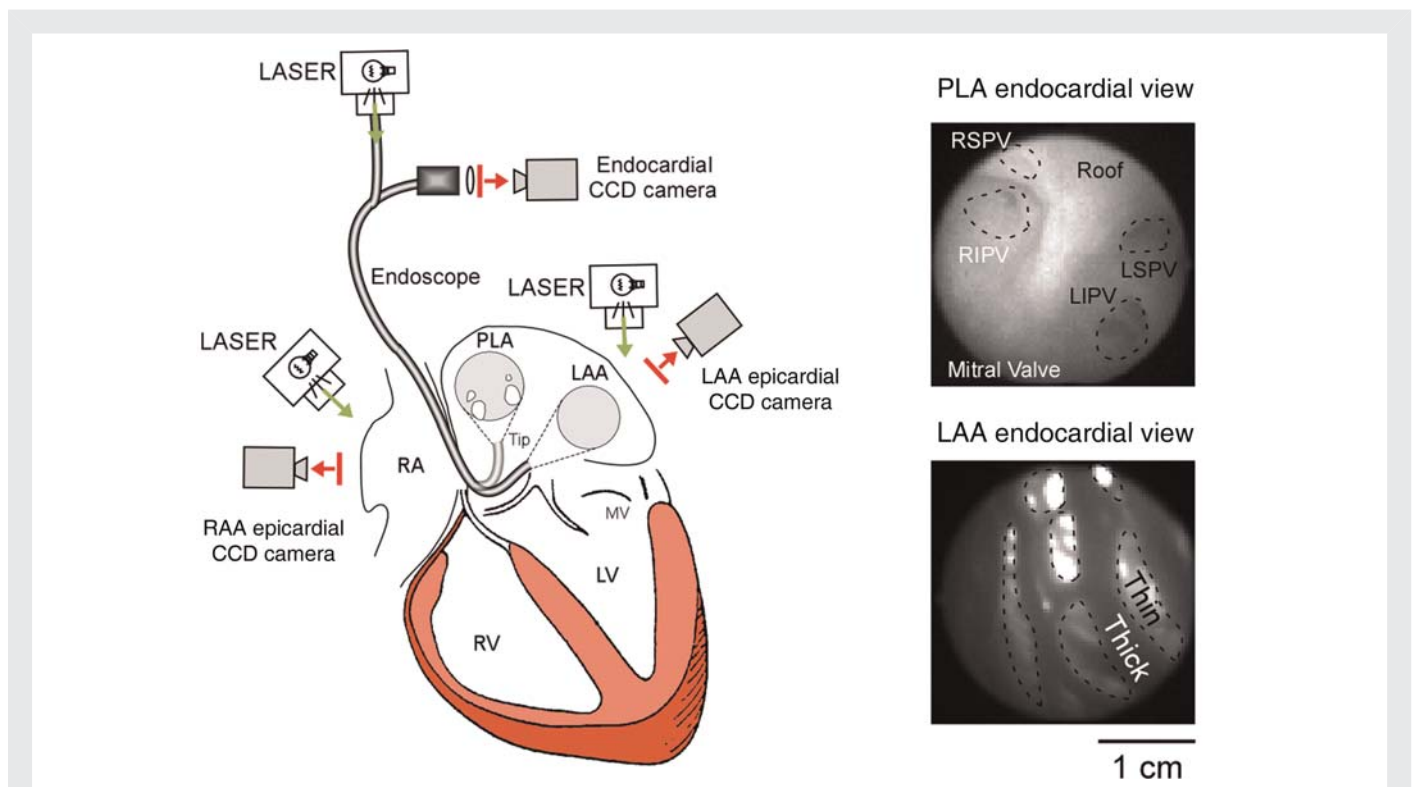 LASER
Endocardial
CCD camera
Endoscope
LASER
LASER
LAA epicardial
CCD camera
PLA
LAA
Tip
RA
RAA epicardial
CCD camera
MV
LV
RV
PLA endocardial view
RSPV
Roof
RIPV
LSPV
LIPV
Mitral Valve
LAA endocardial view
Thin
Thick
1 cm